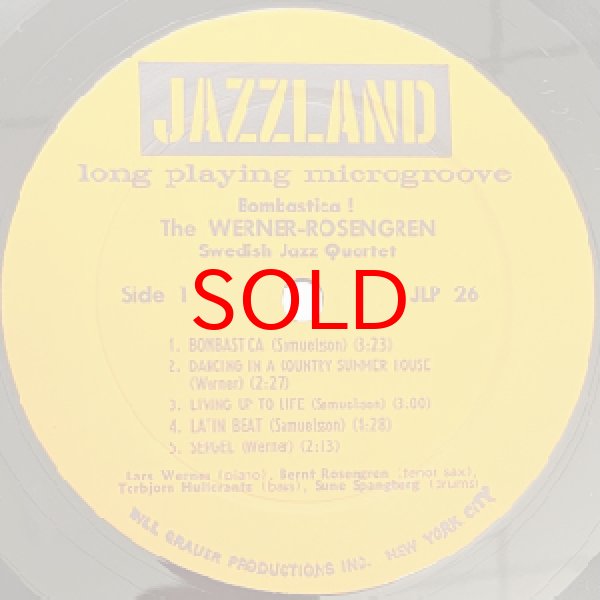 JAZZLAND
long playing microgroove
Bombastica !
The WERNER-ROSENGREN
Swedish Jazz Quartet
Side 1 JLP 26
SOLD
1. BOMBASTICA (Samuelson) (3:23)
2. DANCING IN A COUNTRY SUMMER HOUSE
(Werner) (2:27)
3. LIVING UP TO LIFE (Samuelson) (3.00)
4. LATIN BEAT (Samuelson) (:28)
5. SERGEL (Werner) (2:13)
Lars Werner (piano), Bernt Rosengren (tenor sax),
Torbjorn Hultcrantz (bass), Sune Spangberg (drums)
BILL GRAUER PRODUCTIONS INC. NEW YORK CITY